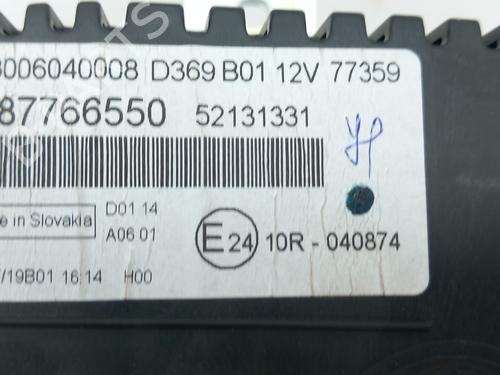 3006040008 D369 B01 12V 77359
87766550 52131331
e in Slovakia D01 14
A06 01
E24 10R - 040874
/19B01 16:14 H00